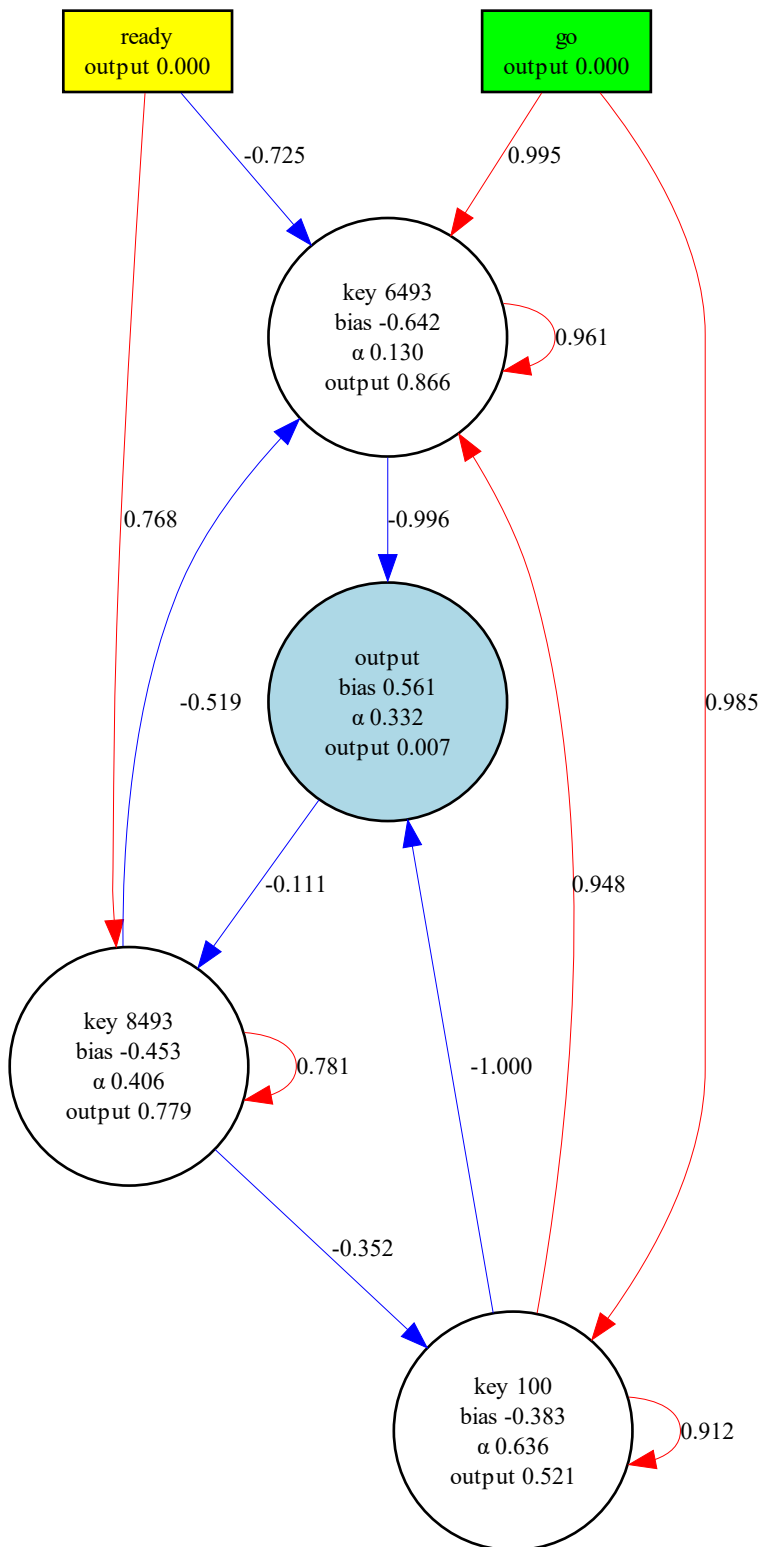 ready
output 0.000
go
output 0.000
-0.725
0.995
key 6493
bias -0.642
α 0.130
output 0.866
0.961
0.768
-0.996
output
bias 0.561
α 0.332
output 0.007
-0.519
0.985
-0.111
0.948
key 8493
bias -0.453
α 0.406
output 0.779
0.781
-1.000
-0.352
key 100
bias -0.383
α 0.636
output 0.521
0.912